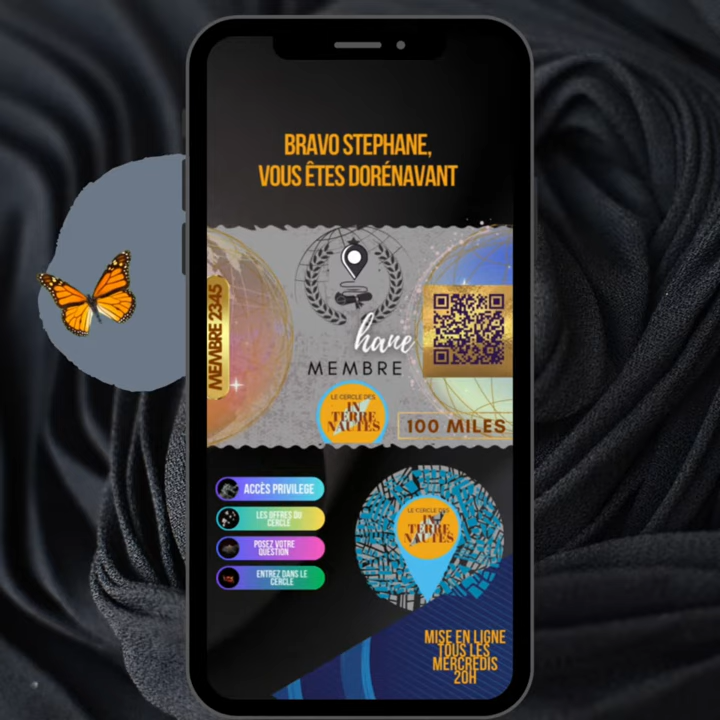 BRAVO STEPHANE,
VOUS ÊTES DORÉNAVANT
MEMBRE 2345
hane
MEMBRE
LE CERCLE DES
IN
TERRE
NAUTES
100 MILES
ACCÈS PRIVILEGE
LES OFFRES DU
CERCLE
POSEZ VOTRE
QUESTION
ENTREZ DANS LE
CERCLE
LE CERCLE DES
IN
TERRE
NAUTES
MISE EN LIGNE
TOUS LES
MERCREDIS
20H